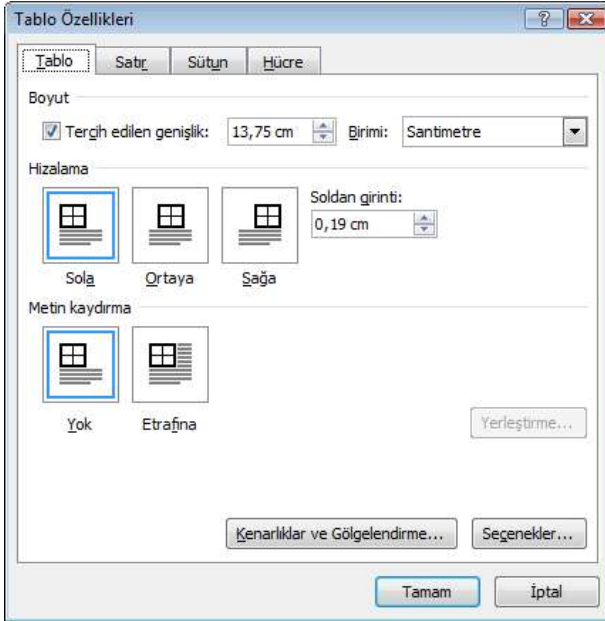 Tablo Özellikleri
Tablo Satır Sütun Hücre
Boyut
Tercih edilen genişlik: 13,75 cm Birimi: Santimetre
Hizalama
Soldan girinti:
0,19 cm
Sola Ortaya Sağa
Metin kaydırma
Yok Etrafına
Yerleştirme...
Kenarlıklar ve Gölgelendirme... Seçenekler...
Tamam İptal